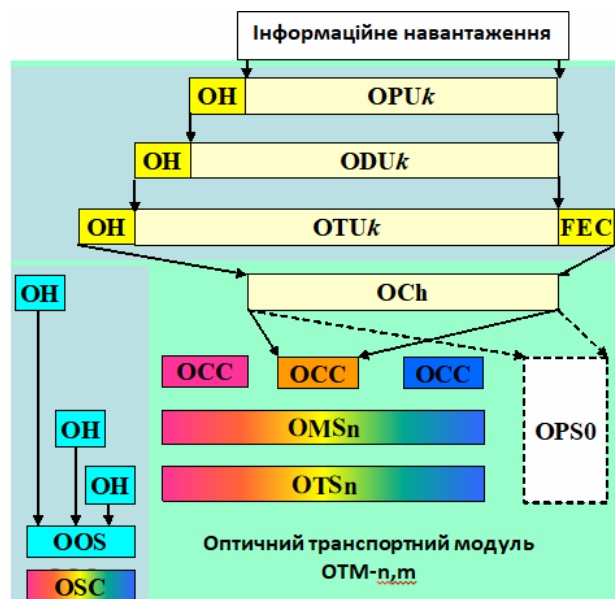 Інформаційне навантаження
OH OPUk
OH ODUk
OH OTUk FEC
OH OCh
OCC OCC OCC
OPS0
OH OMSn
OH OTSn
OOS
Оптичний транспортний модуль
OTM-n,m
OSC